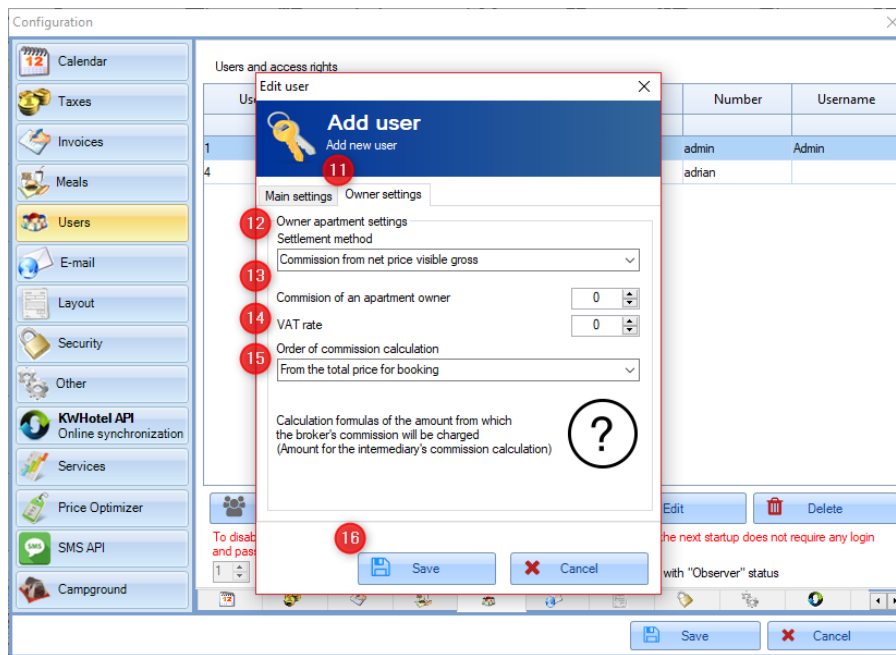 Configuration
Calendar
Taxes
Invoices
Meals
Users
E-mail
Layout
Security
Other
KWHotel API
Online synchronization
Services
Price Optimizer
SMS API
Campground
Users and access rights
Number
Username
1
admin
Admin
4
adrian
Edit user
Add user
Add new user
11
Main settings
Owner settings
12
Owner apartment settings
Settlement method
Commission from net price visible gross
13
Commision of an apartment owner
0
14
VAT rate
0
15
Order of commission calculation
From the total price for booking
Calculation formulas of the amount from which
the broker's commission will be charged
(Amount for the intermediary's commission calculation)
?
16
Save
Cancel
Edit
Delete
To disab
the next startup does not require any login
and pass
1
with "Observer" status
Save
Cancel